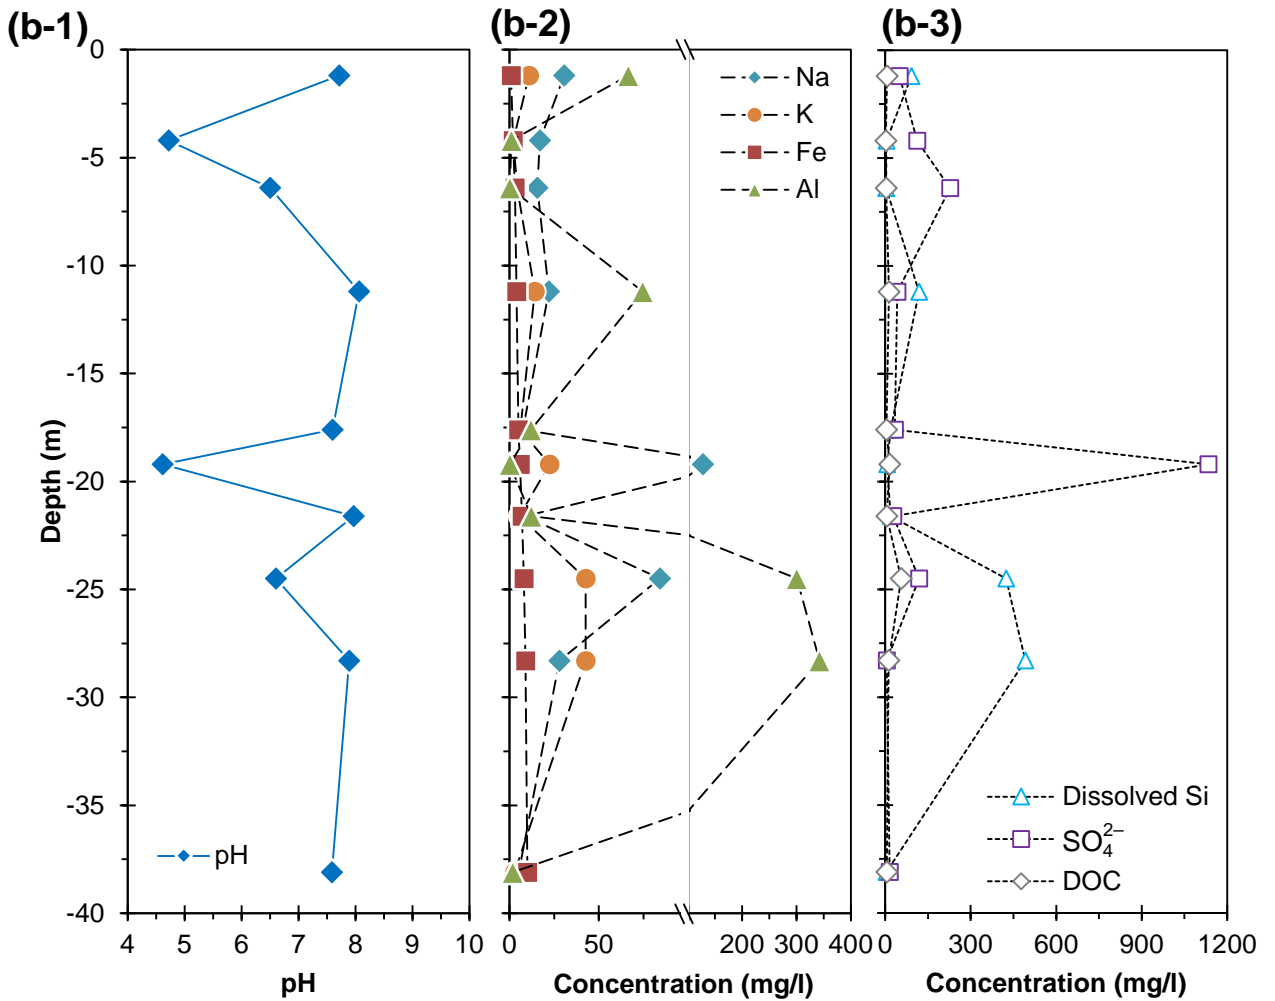 (b-1)
(b-2)
(b-3)
0
-5
-10
-15
-20
-25
-30
-35
-40
Depth (m)
pH
4 5 6 7 8 9 10
pH
Na
K
Fe
Al
0 50 200 300 400
Concentration (mg/l)
Dissolved Si
SO₄²⁻
DOC
0 300 600 900 1200
Concentration (mg/l)